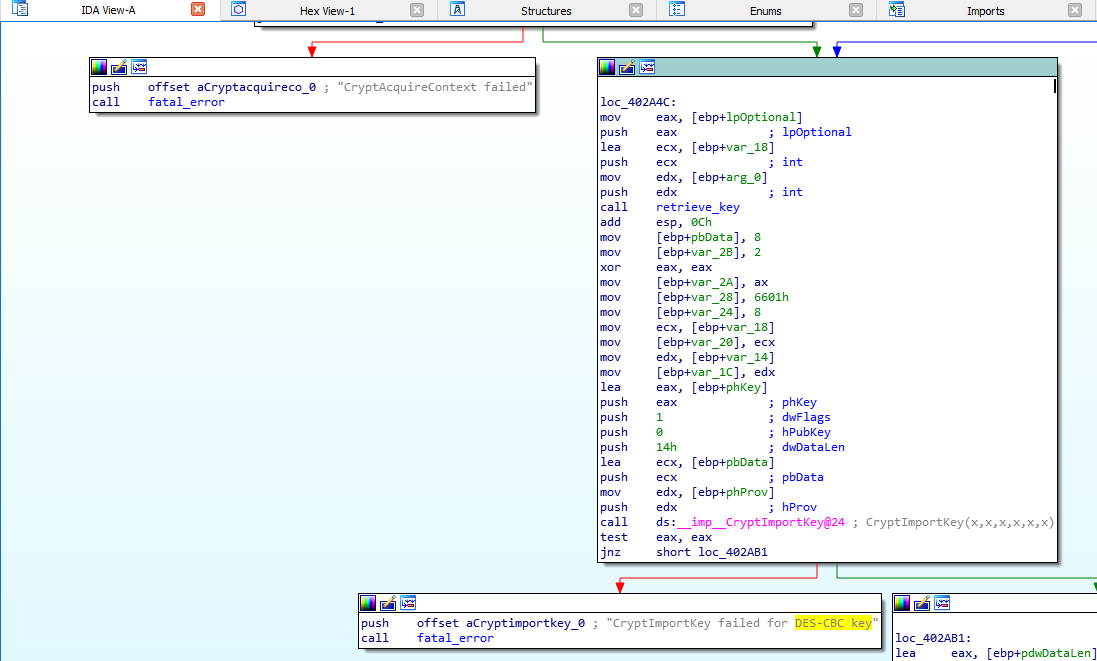 IDA View-A Hex View-1 Structures Enums Imports
push    offset aCryptacquireco_0 ; "CryptAcquireContext failed"
call    fatal_error
loc_402A4C:
mov     eax, [ebp+lpOptional]
push    eax             ; lpOptional
lea     ecx, [ebp+var_18]
push    ecx             ; int
mov     edx, [ebp+arg_0]
push    edx             ; int
call    retrieve_key
add     esp, 0Ch
mov     [ebp+pbData], 8
mov     [ebp+var_2B], 2
xor     eax, eax
mov     [ebp+var_2A], ax
mov     [ebp+var_28], 6601h
mov     [ebp+var_24], 8
mov     ecx, [ebp+var_18]
mov     [ebp+var_20], ecx
mov     edx, [ebp+var_14]
mov     [ebp+var_1C], edx
lea     eax, [ebp+phKey]
push    eax             ; phKey
push    1               ; dwFlags
push    0               ; hPubKey
push    14h             ; dwDataLen
lea     ecx, [ebp+pbData]
push    ecx             ; pbData
mov     edx, [ebp+phProv]
push    edx             ; hProv
call    ds:__imp__CryptImportKey@24 ; CryptImportKey(x,x,x,x,x,x)
test    eax, eax
jnz     short loc_402AB1
push    offset aCryptimportkey_0 ; "CryptImportKey failed for DES-CBC key"
call    fatal_error
loc_402AB1:
lea     eax, [ebp+pdwDataLen]